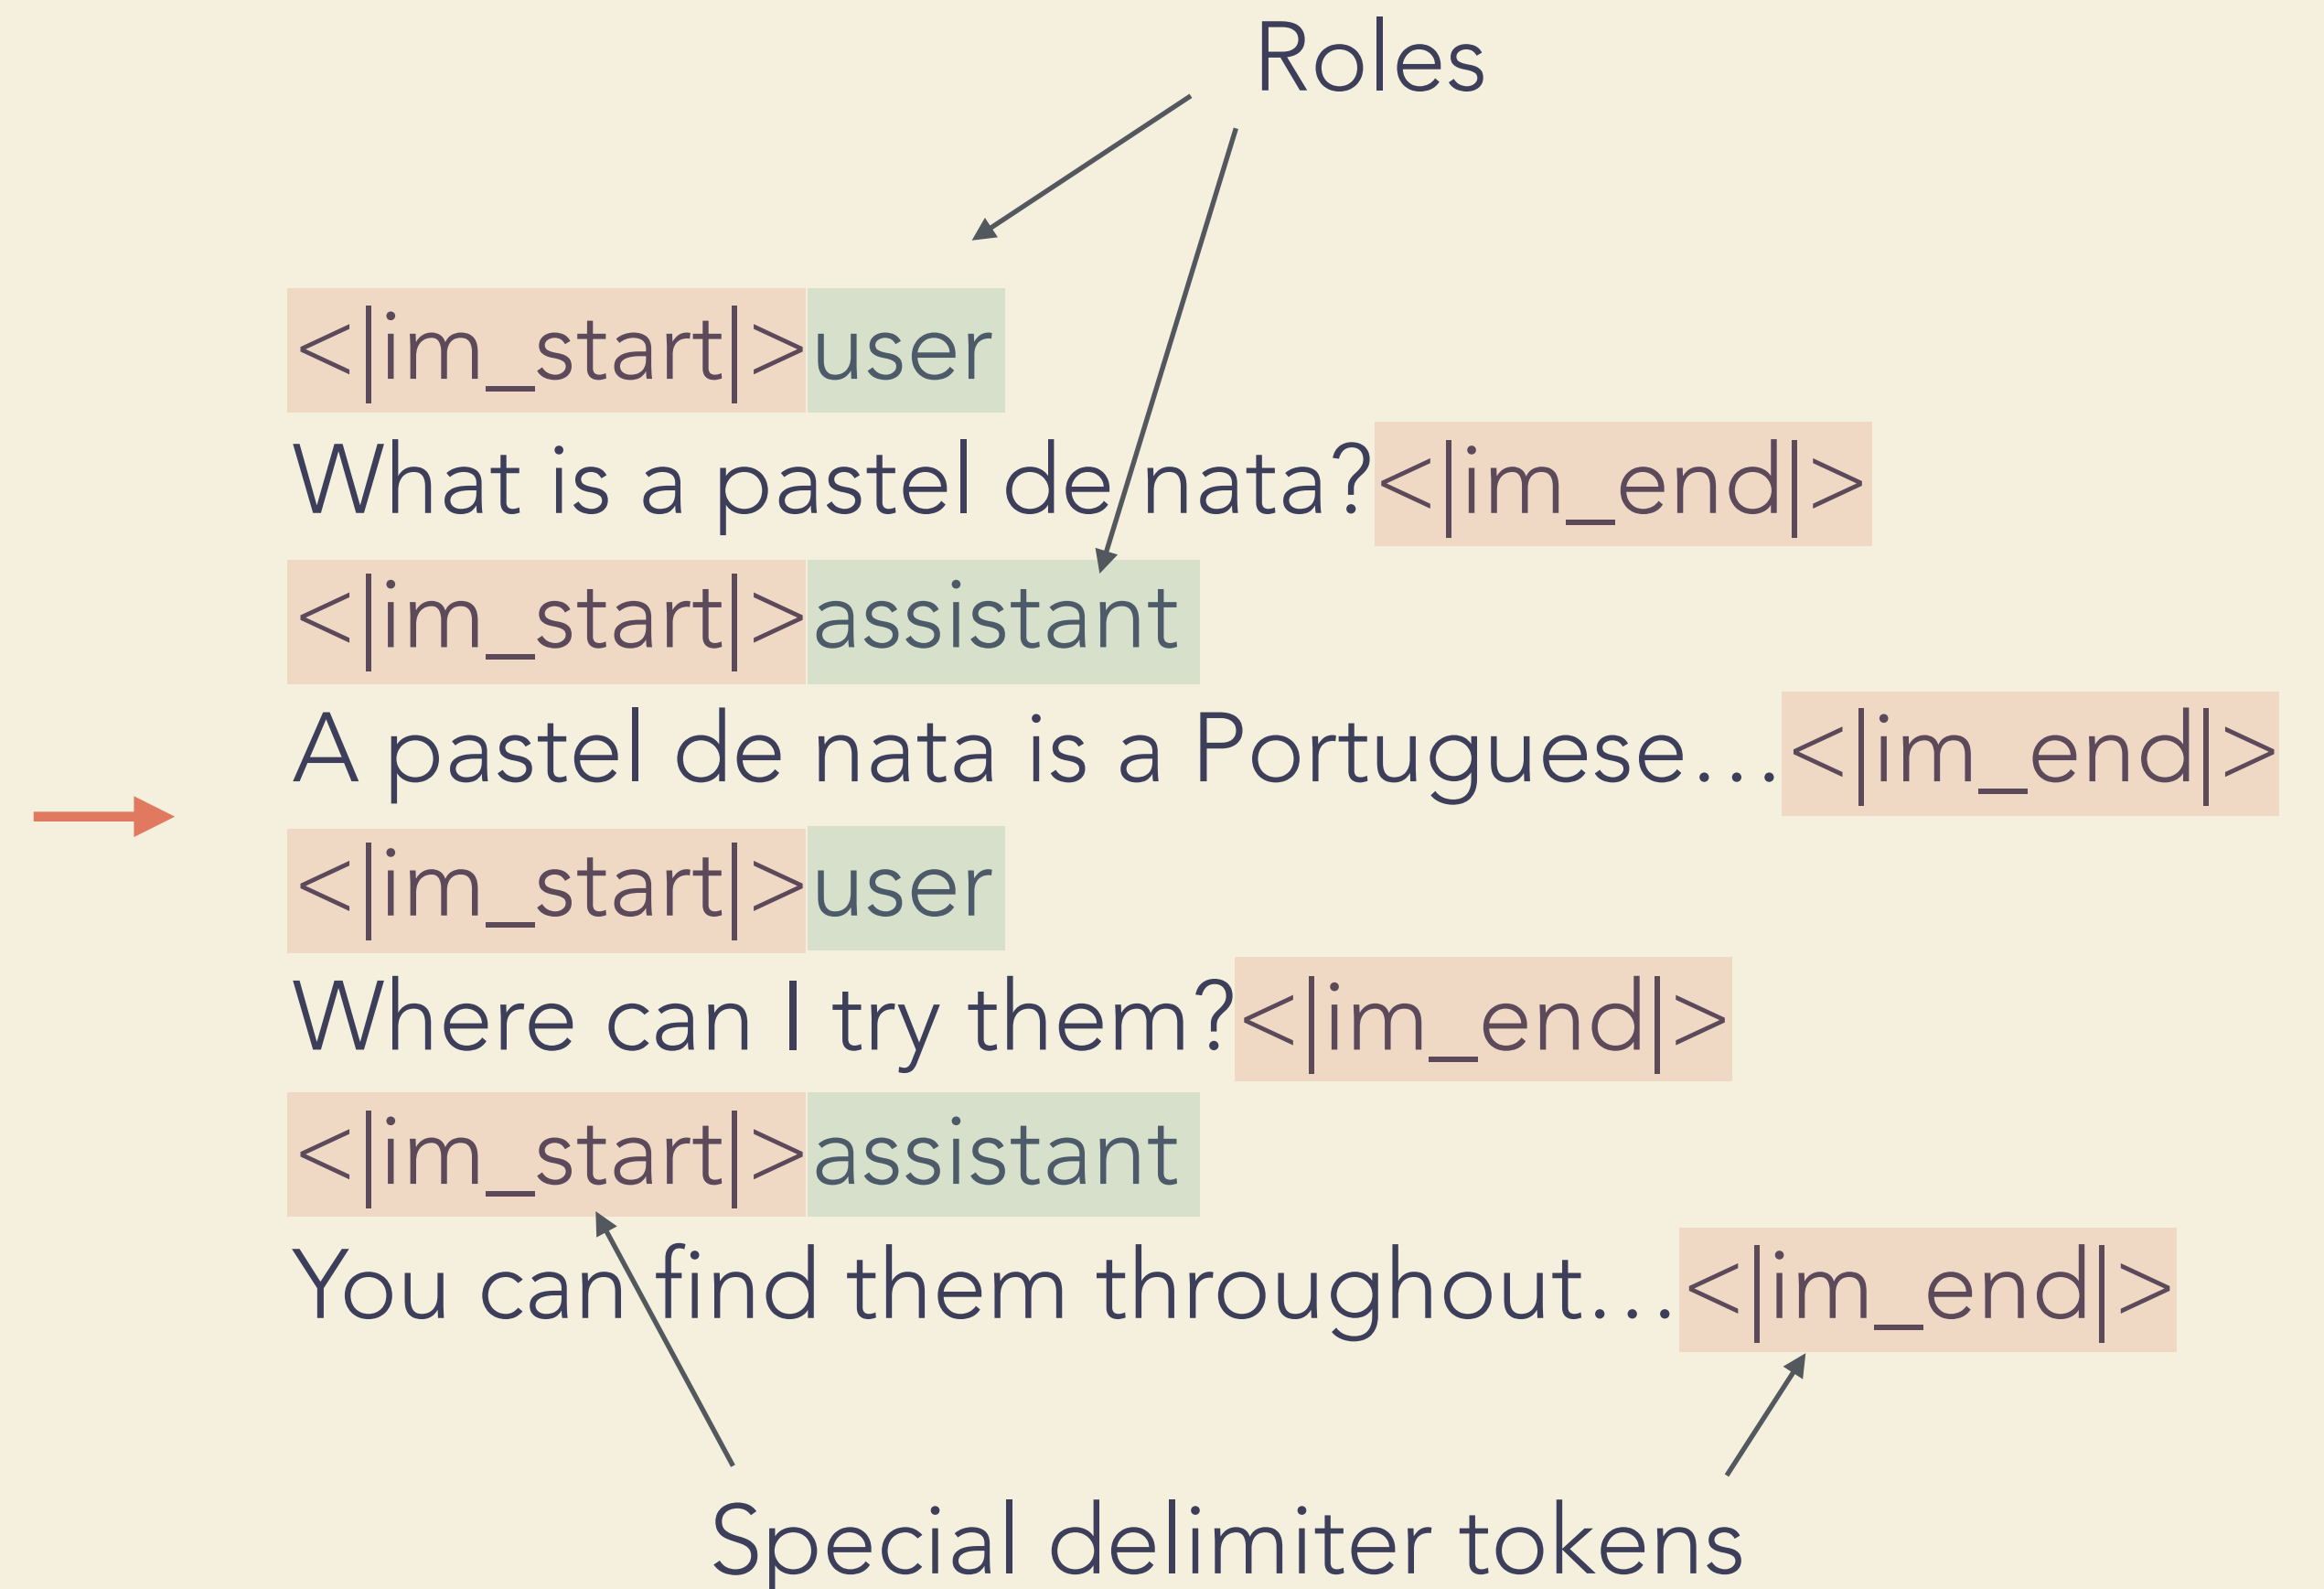 Roles
<|im_start|>user
What is a pastel de nata?<|im_end|>
<|im_start|>assistant
A pastel de nata is a Portuguese...<|im_end|>
<|im_start|>user
Where can I try them?<|im_end|>
<|im_start|>assistant
You can find them throughout...<|im_end|>
Special delimiter tokens